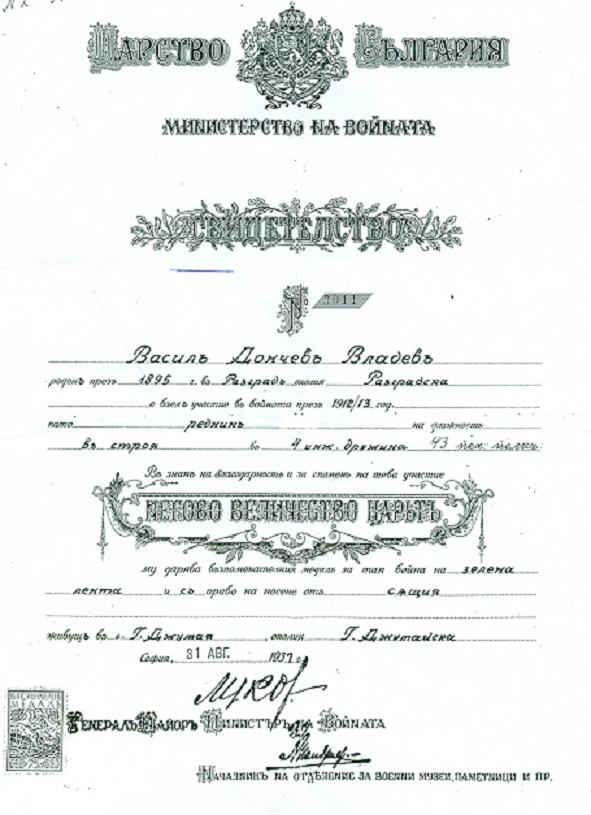 Царство България
Министерство на войната
Свидетелство
№ 3911
Василъ Дончевъ Владевъ
роденъ презъ 1895 г. въ Разградъ околия Разградска
е взелъ участие въ войната презъ 1912/13 год.
като редникъ на длъжность
въ строя въ 4 инж. дружина 43 пех. полкъ
Въ знакъ на благодарность и за споменъ на това участие
Негово Величество Царьтъ
му дарява възпоменателния медалъ за тая война на зелена
лента и съ право на носене отъ същия
живущъ въ г. Г. Джумая, околия Г. Джумайска
София, 31 АВГ. 1937 г.
Луков
Генералъ Майоръ Министъръ на Войната
Началникъ на отдѣление за военни музеи, паметници и пр.
МЕДАЛЪ